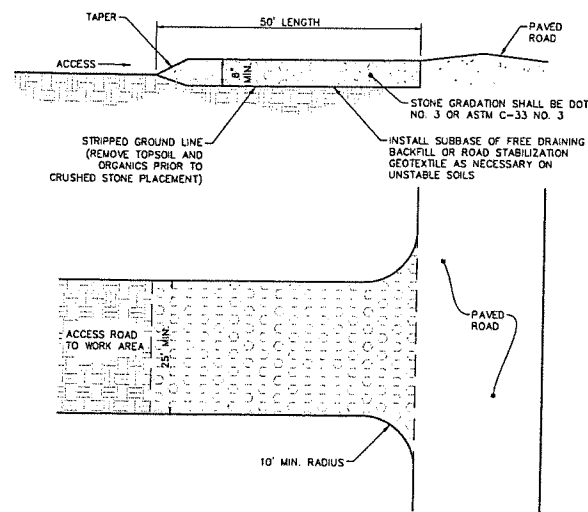 50' LENGTH
TAPER
PAVED
ROAD
ACCESS
8"
MIN.
STONE GRADATION SHALL BE DOT
NO. 3 OR ASTM C-33 NO. 3
STRIPPED GROUND LINE
(REMOVE TOPSOIL AND
ORGANICS PRIOR TO
CRUSHED STONE PLACEMENT)
INSTALL SUBBASE OF FREE DRAINING
BACKFILL OR ROAD STABILIZATION
GEOTEXTILE AS NECESSARY ON
UNSTABLE SOILS
ACCESS ROAD
TO WORK AREA
25' MIN.
PAVED
ROAD
10' MIN. RADIUS